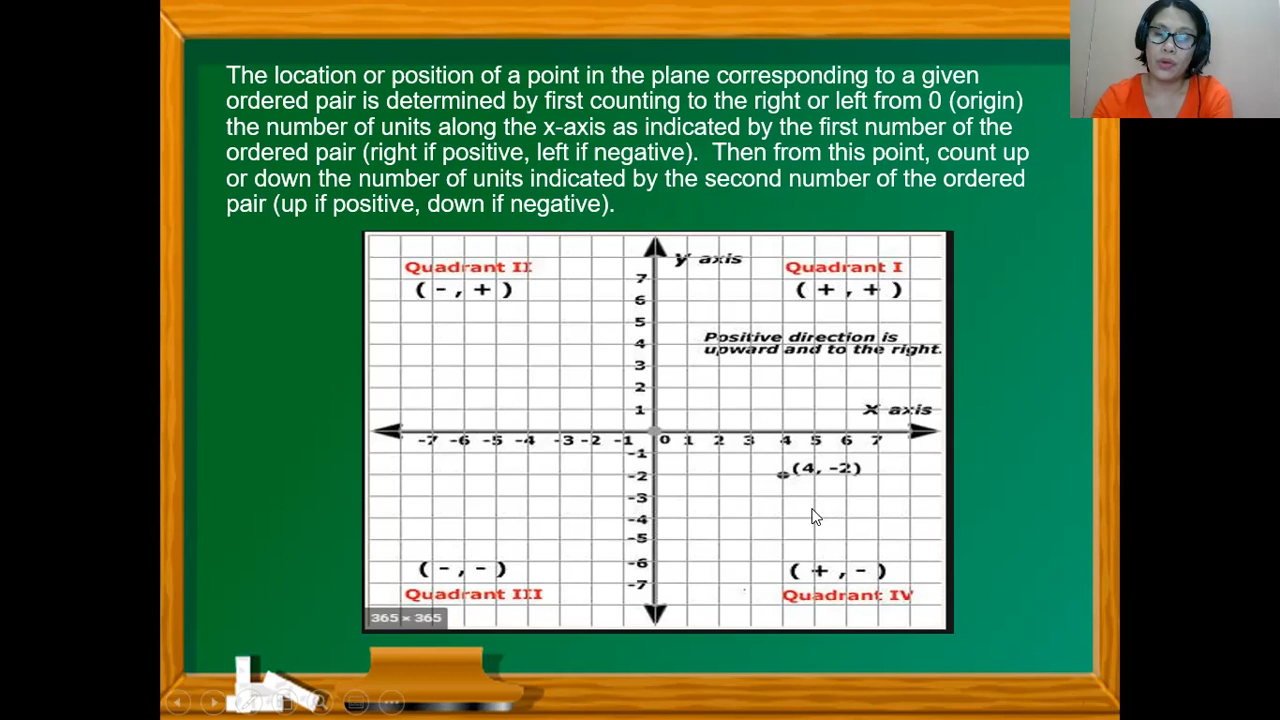 The location or position of a point in the plane corresponding to a given
ordered pair is determined by first counting to the right or left from 0 (origin)
the number of units along the x-axis as indicated by the first number of the
ordered pair (right if positive, left if negative).  Then from this point, count up
or down the number of units indicated by the second number of the ordered
pair (up if positive, down if negative).
y axis
Quadrant II
Quadrant I
( - , + )
( + , + )
7
6
5
4
3
2
1
Positive direction is
upward and to the right.
X axis
-7 -6 -5 -4 -3 -2 -1 0 1 2 3 4 5 6 7
-1
-2
-3
-4
-5
-6
-7
(4, -2)
( - , - )
( + , - )
Quadrant III
Quadrant IV
365 × 365